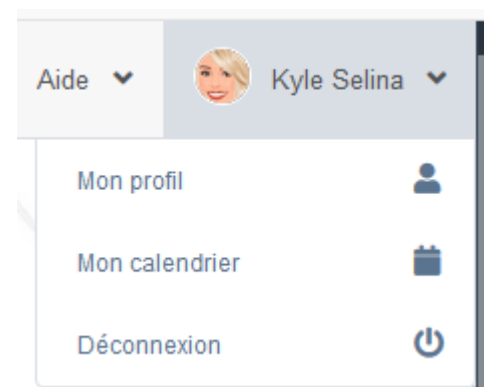 Aide
Kyle Selina
Mon profil
Mon calendrier
Déconnexion